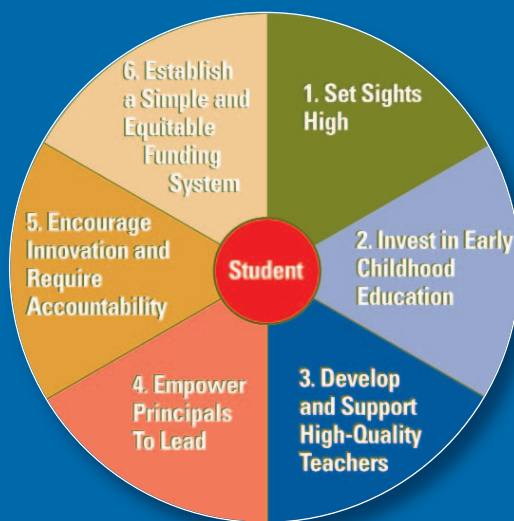 1. Set Sights
High
2. Invest in Early
Childhood
Education
3. Develop
and Support
High-Quality
Teachers
4. Empower
Principals
To Lead
5. Encourage
Innovation and
Require
Accountability
6. Establish
a Simple and
Equitable
Funding
System
Student